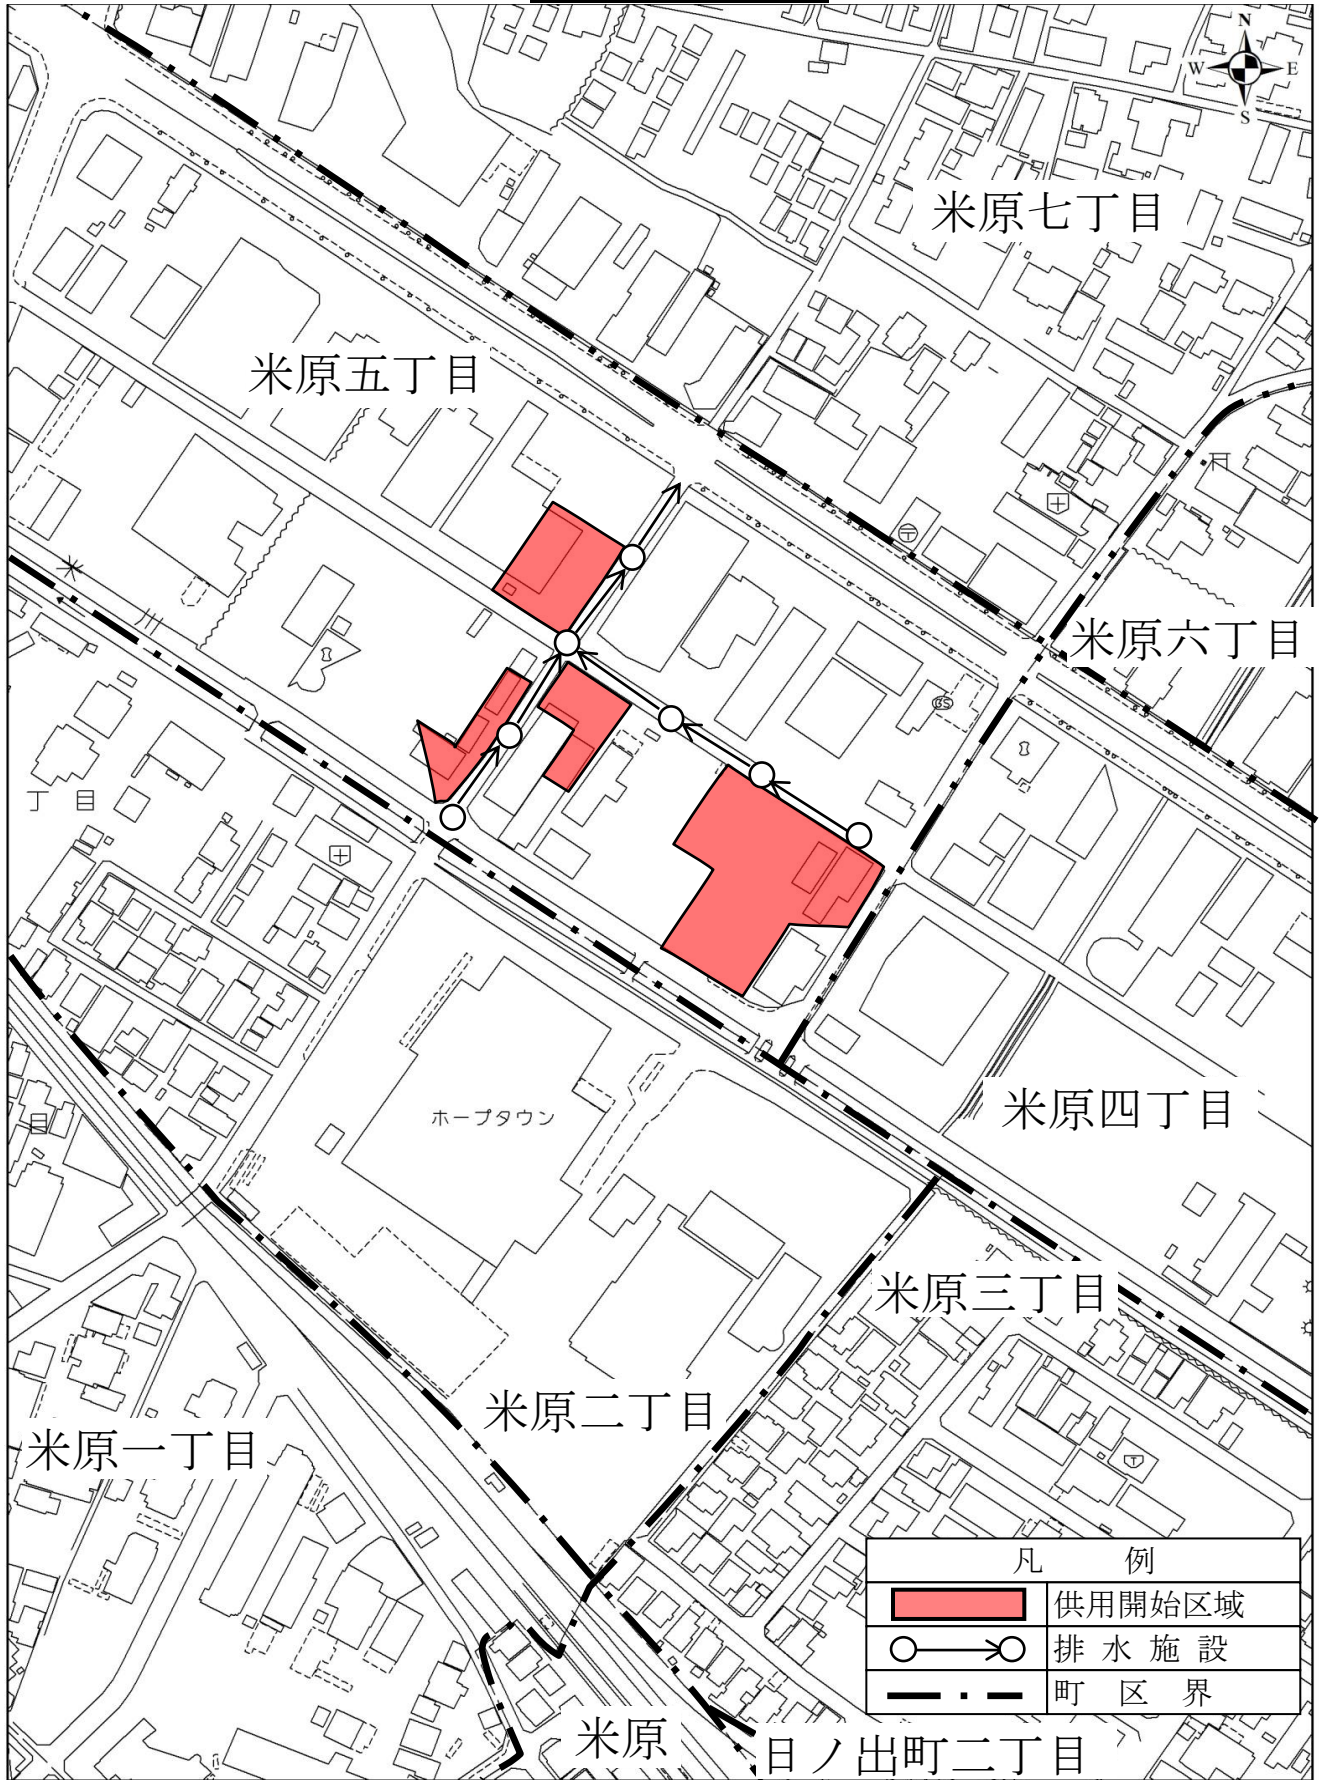 N
W E
S
米原七丁目
米原五丁目
米原六丁目
GS
丁目
ホープタウン
米原四丁目
目
米原三丁目
米原二丁目
米原一丁目
凡 例
供用開始区域
排水施設
町区界
米原
日ノ出町二丁目